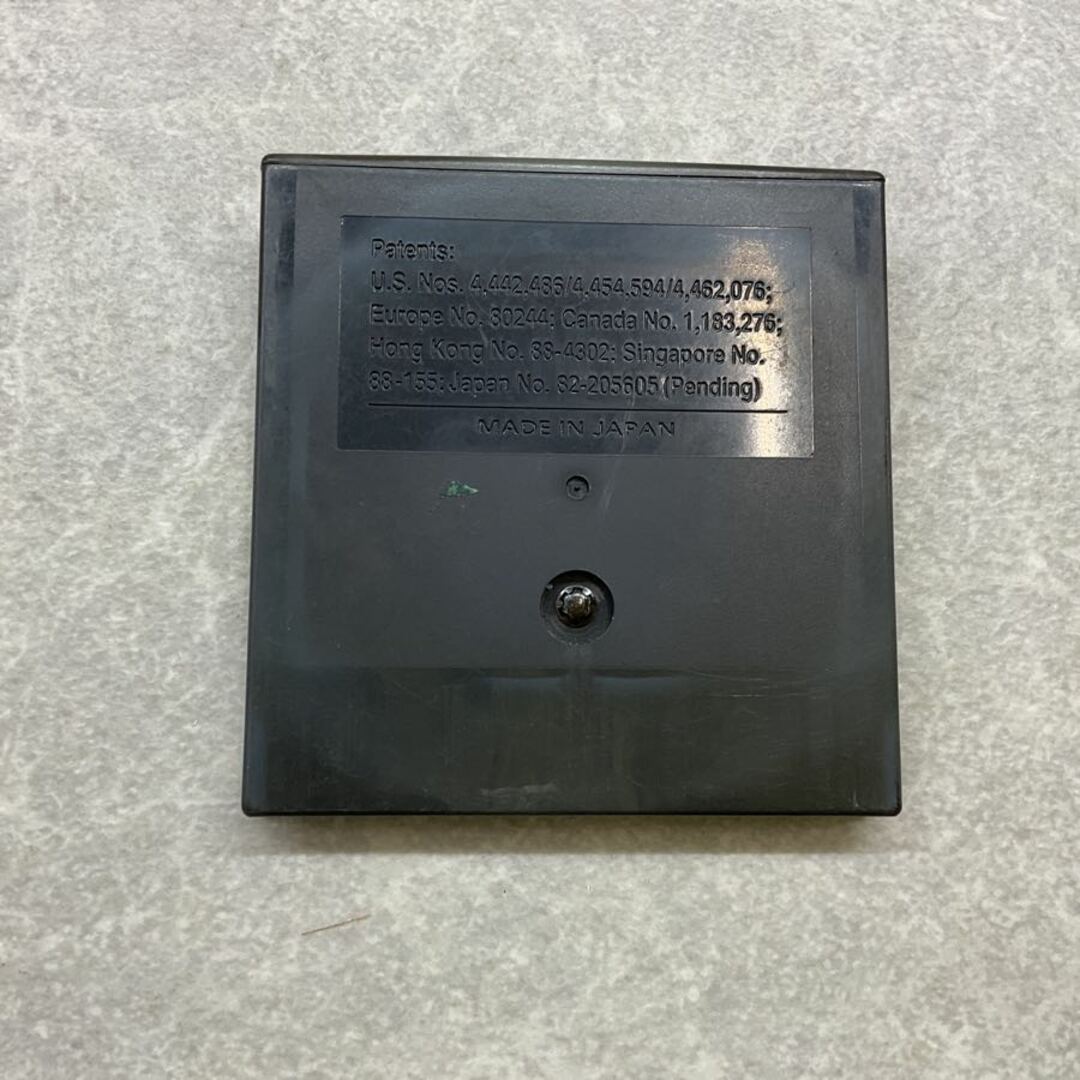 Patents:
U.S. Nos. 4,442,486/4,454,594/4,462,076;
Europe No. 80244; Canada No. 1,183,276;
Hong Kong No. 88-4302; Singapore No.
88-155; Japan No. 82-205605 (Pending)
MADE IN JAPAN